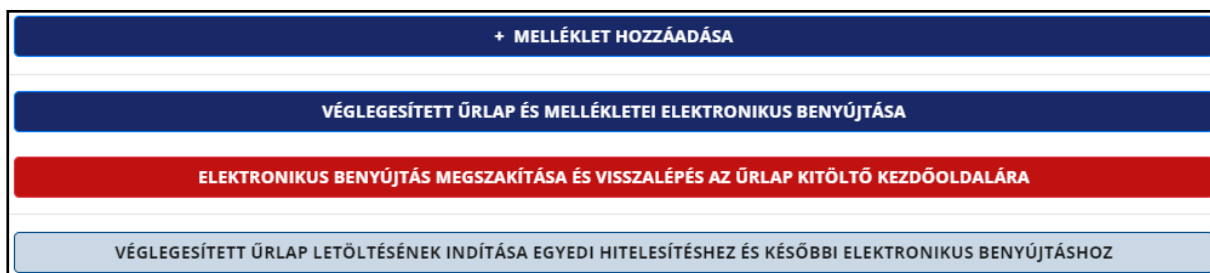 + MELLÉKLET HOZZÁADÁSA
VÉGLEGESÍTETT ŰRLAP ÉS MELLÉKLETEI ELEKTRONIKUS BENYÚJTÁSA
ELEKTRONIKUS BENYÚJTÁS MEGSZAKÍTÁSA ÉS VISSZALÉPÉS AZ ŰRLAP KITÖLTŐ KEZDŐOLDALÁRA
VÉGLEGESÍTETT ŰRLAP LETÖLTÉSÉNEK INDÍTÁSA EGYEDI HITELESÍTÉSHEZ ÉS KÉSŐBBI ELEKTRONIKUS BENYÚJTÁSHOZ